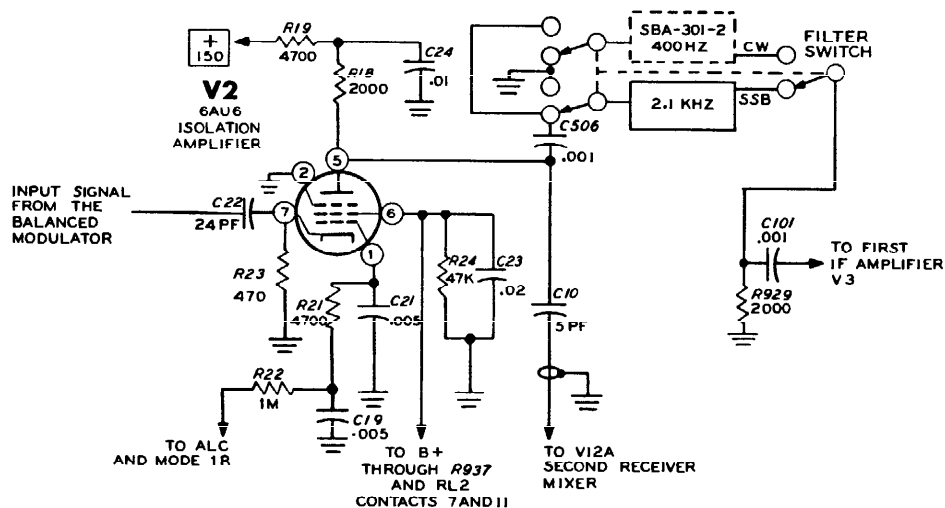 SBA-301-2
400HZ
CW
FILTER
SWITCH
2.1 KHZ
SSB
+
150
R19
4700
C24
.01
R18
2000
V2
6AU6
ISOLATION
AMPLIFIER
C506
.001
5
2
7
6
1
INPUT SIGNAL
FROM THE
BALANCED
MODULATOR
C22
24 PF
R23
470
R21
4700
C21
.005
R24
47K
C23
.02
C10
5 PF
C101
.001
TO FIRST
IF AMPLIFIER
V3
R929
2000
R22
1M
C19
.005
TO ALC
AND MODE 1R
TO B+
THROUGH R937
AND RL2
CONTACTS 7AND11
TO V12A
SECOND RECEIVER
MIXER